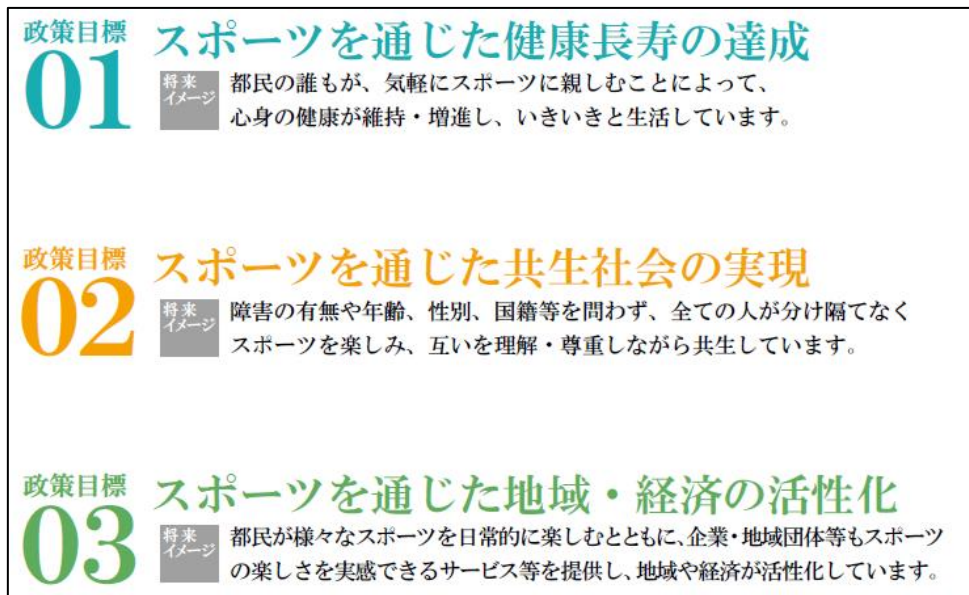 政策目標
01
スポーツを通じた健康長寿の達成
将来
イメージ
都民の誰もが、気軽にスポーツに親しむことによって、
心身の健康が維持・増進し、いきいきと生活しています。
政策目標
02
スポーツを通じた共生社会の実現
将来
イメージ
障害の有無や年齢、性別、国籍等を問わず、全ての人が分け隔てなく
スポーツを楽しみ、互いを理解・尊重しながら共生しています。
政策目標
03
スポーツを通じた地域・経済の活性化
将来
イメージ
都民が様々なスポーツを日常的に楽しむとともに、企業・地域団体等もスポーツ
の楽しさを実感できるサービス等を提供し、地域や経済が活性化しています。